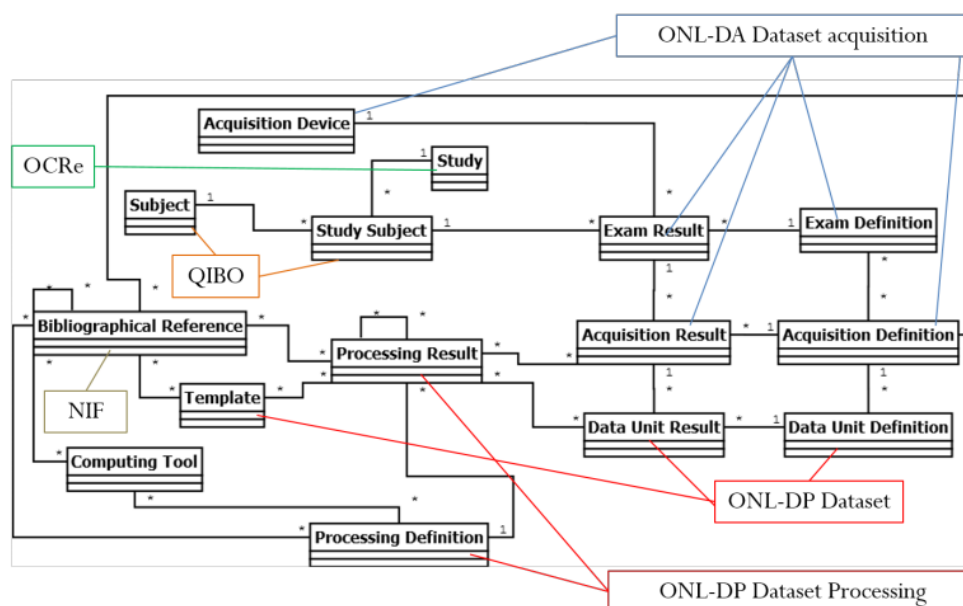 ONL-DA Dataset acquisition
Acquisition Device
1
OCRe
1
Study
*
*
Subject
1
*
Study Subject
1
*
Exam Result
*
1
Exam Definition
QIBO
1
*
*
*
*
*
*
*
Bibliographical Reference
*
*
*
*
Processing Result
*
*
Acquisition Result
*
1
Acquisition Definition
*
*
*
*
*
1
1
NIF
*
Template
*
*
*
*
*
Data Unit Result
*
1
Data Unit Definition
*
Computing Tool
*
*
ONL-DP Dataset
*
Processing Definition
1
ONL-DP Dataset Processing